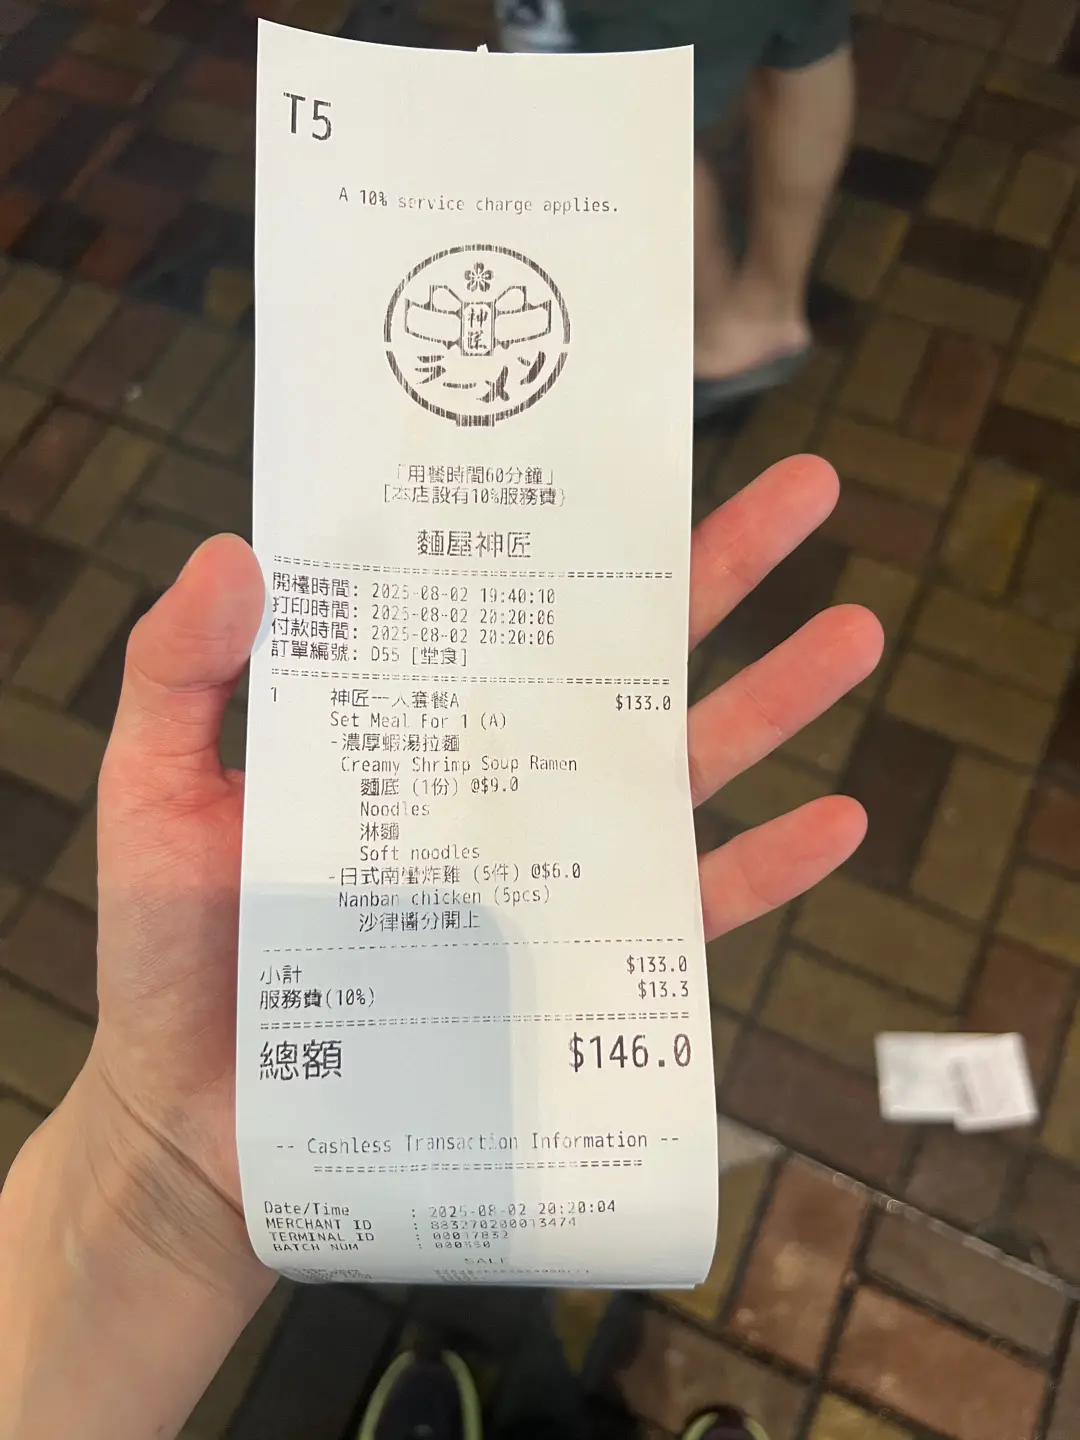 T5
A 10% service charge applies.
神匠
ラーメン
「用餐時間60分鐘」
[本店設有10%服務費}
麵屋神匠
開檯時間: 2025-08-02 19:40:10
打印時間: 2025-08-02 20:20:06
付款時間: 2025-08-02 20:20:06
訂單編號: D55 [堂食]
1 神匠一人套餐A $133.0
Set Meal For 1 (A)
-濃厚蝦湯拉麵
Creamy Shrimp Soup Ramen
麵底 (1份) @$9.0
Noodles
淋麵
Soft noodles
-日式南蠻炸雞 (5件) @$6.0
Nanban chicken (5pcs)
沙律醬分開上
小計 $133.0
服務費(10%) $13.3
總額 $146.0
-- Cashless Transaction Information --
Date/Time : 2025-08-02 20:20:04
MERCHANT ID : 883270200013474
TERMINAL ID : 00017832
BATCH NUM : 000350
SALE